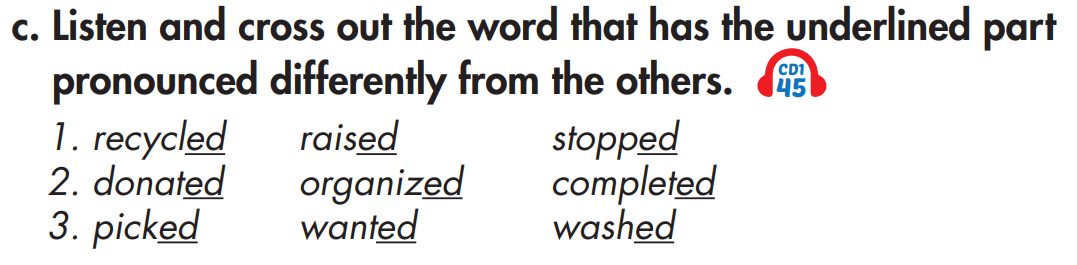 c. Listen and cross out the word that has the underlined part
pronounced differently from the others. CD1 45
1. recycled raised stopped
2. donated organized completed
3. picked wanted washed